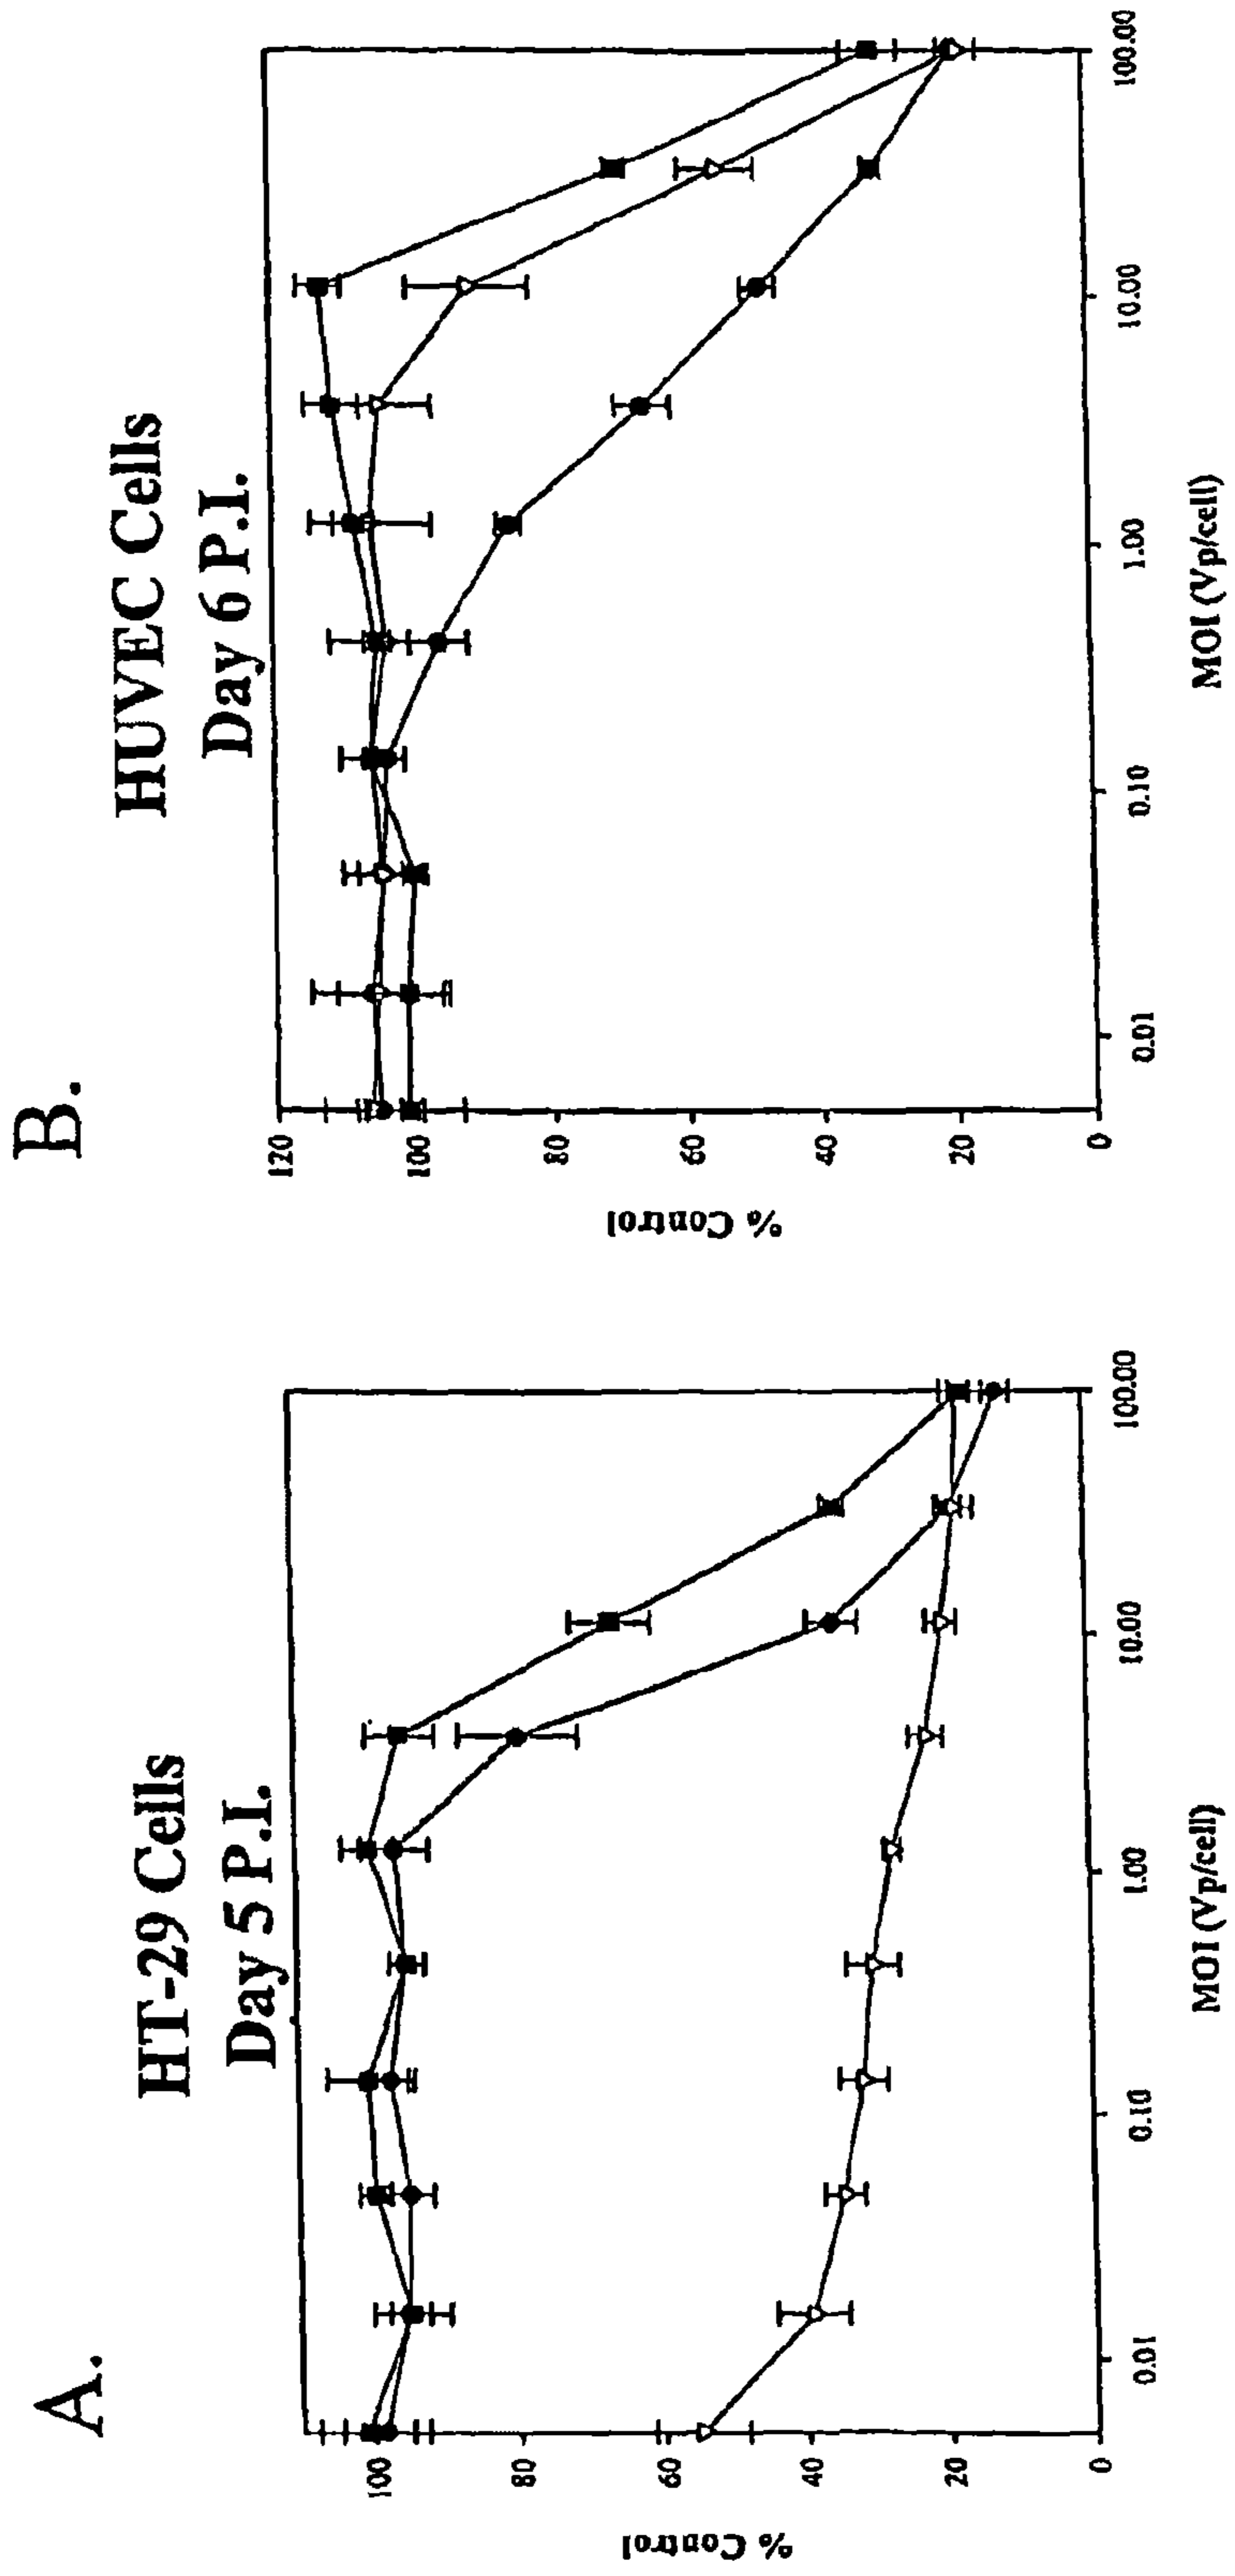 A.
HT-29 Cells
Day 5 P.I.
% Control
100
80
60
40
20
0
0.01
0.10
1.00
10.00
100.00
MOI (Vp/cell)
B.
HUVEC Cells
Day 6 P.I.
% Control
120
100
80
60
40
20
0
0.01
0.10
1.00
10.00
100.00
MOI (Vp/cell)